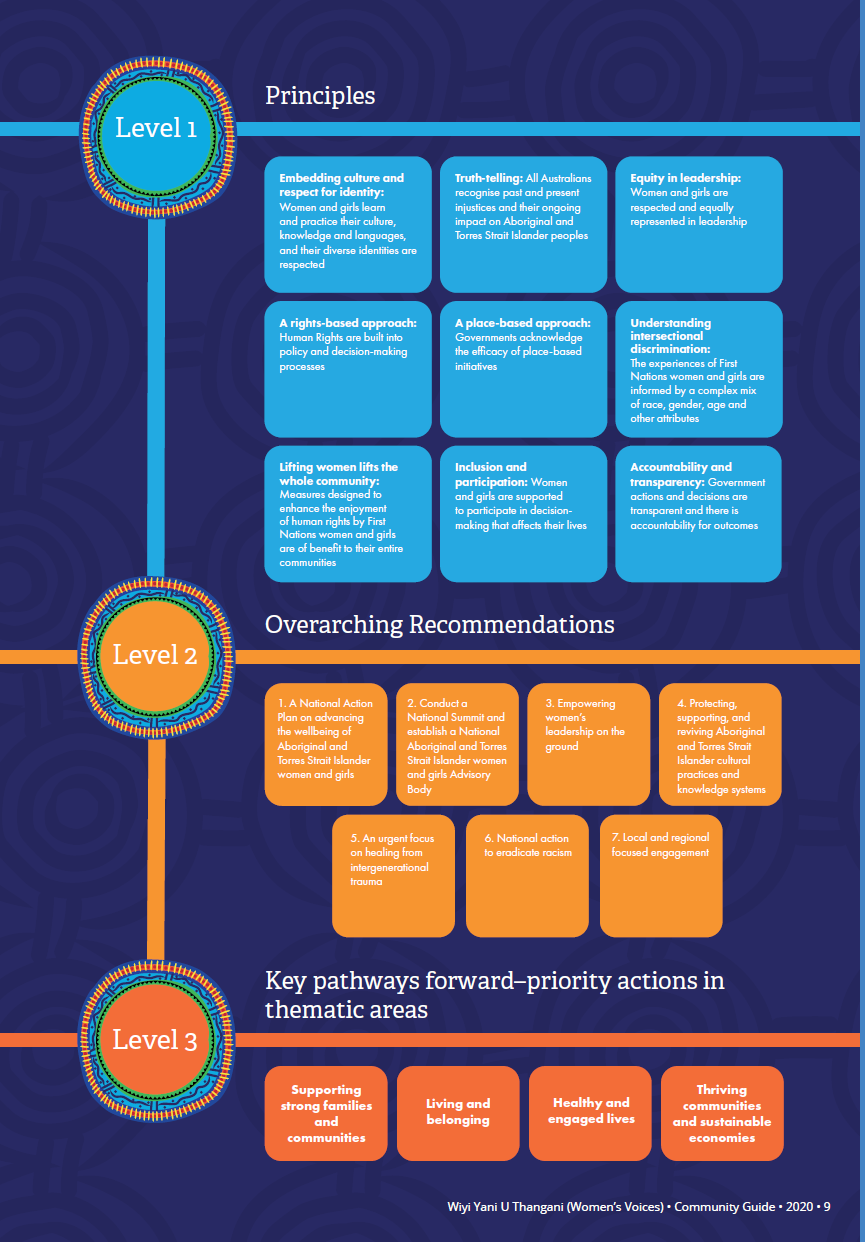 Level 1
Principles
Embedding culture and
respect for identity:
Women and girls learn
and practice their culture,
knowledge and languages,
and their diverse identities are
respected
Truth-telling: All Australians
recognise past and present
injustices and their ongoing
impact on Aboriginal and
Torres Strait Islander peoples
Equity in leadership:
Women and girls are
respected and equally
represented in leadership
A rights-based approach:
Human Rights are built into
policy and decision-making
processes
A place-based approach:
Governments acknowledge
the efficacy of place-based
initiatives
Understanding
intersectional
discrimination:
The experiences of First
Nations women and girls are
informed by a complex mix
of race, gender, age and
other attributes
Lifting women lifts the
whole community:
Measures designed to
enhance the enjoyment
of human rights by First
Nations women and girls
are of benefit to their entire
communities
Inclusion and
participation: Women
and girls are supported
to participate in decision-
making that affects their lives
Accountability and
transparency: Government
actions and decisions are
transparent and there is
accountability for outcomes
Level 2
Overarching Recommendations
1. A National Action
Plan on advancing
the wellbeing of
Aboriginal and
Torres Strait Islander
women and girls
2. Conduct a
National Summit and
establish a National
Aboriginal and Torres
Strait Islander women
and girls Advisory
Body
3. Empowering
women's
leadership on the
ground
4. Protecting,
supporting, and
reviving Aboriginal
and Torres Strait
Islander cultural
practices and
knowledge systems
5. An urgent focus
on healing from
intergenerational
trauma
6. National action
to eradicate racism
7. Local and regional
focused engagement
Level 3
Key pathways forward–priority actions in
thematic areas
Supporting
strong families
and
communities
Living and
belonging
Healthy and
engaged lives
Thriving
communities
and sustainable
economies
Wiyi Yani U Thangani (Women's Voices) • Community Guide • 2020 • 9